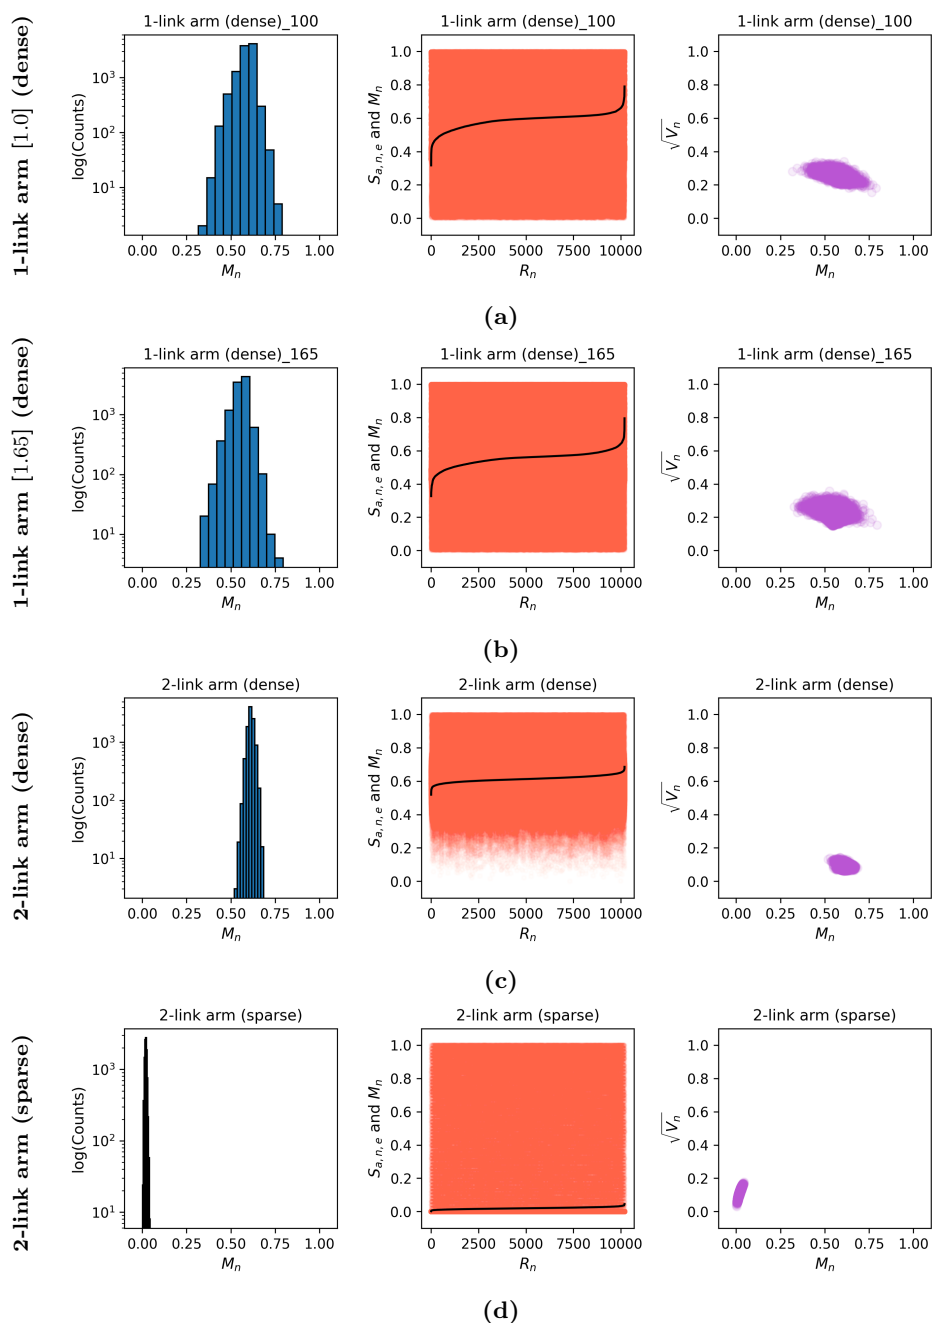 1-link arm [1.0] (dense)
1-link arm (dense)_100
1-link arm (dense)_100
1-link arm (dense)_100
log(Counts)
10³
10²
10¹
0.00 0.25 0.50 0.75 1.00
Mₙ
Sₐ,ₙ,ₑ and Mₙ
1.0
0.8
0.6
0.4
0.2
0.0
0 2500 5000 7500 10000
Rₙ
√Vₙ
1.0
0.8
0.6
0.4
0.2
0.0
0.00 0.25 0.50 0.75 1.00
Mₙ
(a)
1-link arm [1.65] (dense)
1-link arm (dense)_165
1-link arm (dense)_165
1-link arm (dense)_165
log(Counts)
10³
10²
10¹
0.00 0.25 0.50 0.75 1.00
Mₙ
Sₐ,ₙ,ₑ and Mₙ
1.0
0.8
0.6
0.4
0.2
0.0
0 2500 5000 7500 10000
Rₙ
√Vₙ
1.0
0.8
0.6
0.4
0.2
0.0
0.00 0.25 0.50 0.75 1.00
Mₙ
(b)
2-link arm (dense)
2-link arm (dense)
2-link arm (dense)
2-link arm (dense)
log(Counts)
10³
10²
10¹
0.00 0.25 0.50 0.75 1.00
Mₙ
Sₐ,ₙ,ₑ and Mₙ
1.0
0.8
0.6
0.4
0.2
0.0
0 2500 5000 7500 10000
Rₙ
√Vₙ
1.0
0.8
0.6
0.4
0.2
0.0
0.00 0.25 0.50 0.75 1.00
Mₙ
(c)
2-link arm (sparse)
2-link arm (sparse)
2-link arm (sparse)
2-link arm (sparse)
log(Counts)
10³
10²
10¹
0.00 0.25 0.50 0.75 1.00
Mₙ
Sₐ,ₙ,ₑ and Mₙ
1.0
0.8
0.6
0.4
0.2
0.0
0 2500 5000 7500 10000
Rₙ
√Vₙ
1.0
0.8
0.6
0.4
0.2
0.0
0.00 0.25 0.50 0.75 1.00
Mₙ
(d)